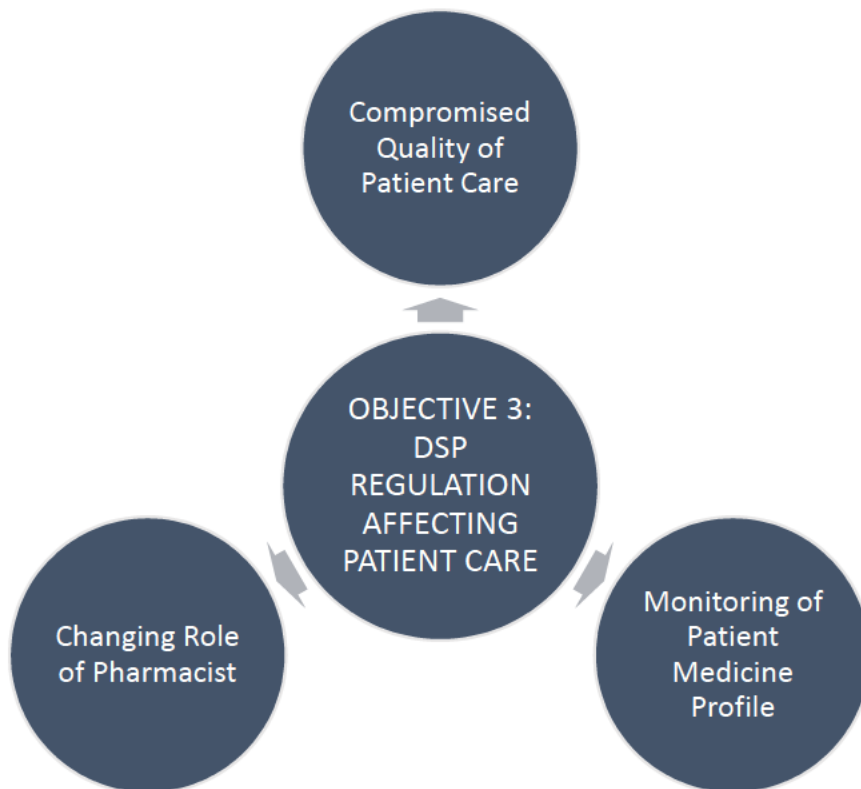 Compromised
Quality of
Patient Care
OBJECTIVE 3:
DSP
REGULATION
AFFECTING
PATIENT CARE
Changing Role
of Pharmacist
Monitoring of
Patient
Medicine
Profile